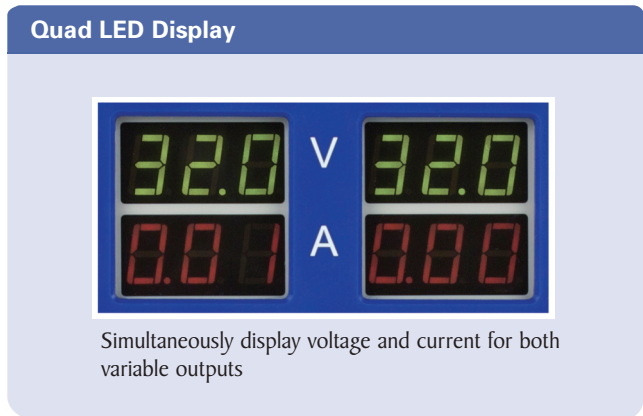 Quad LED Display
32.0 V 32.0
0.01 A 0.00
Simultaneously display voltage and current for both
variable outputs